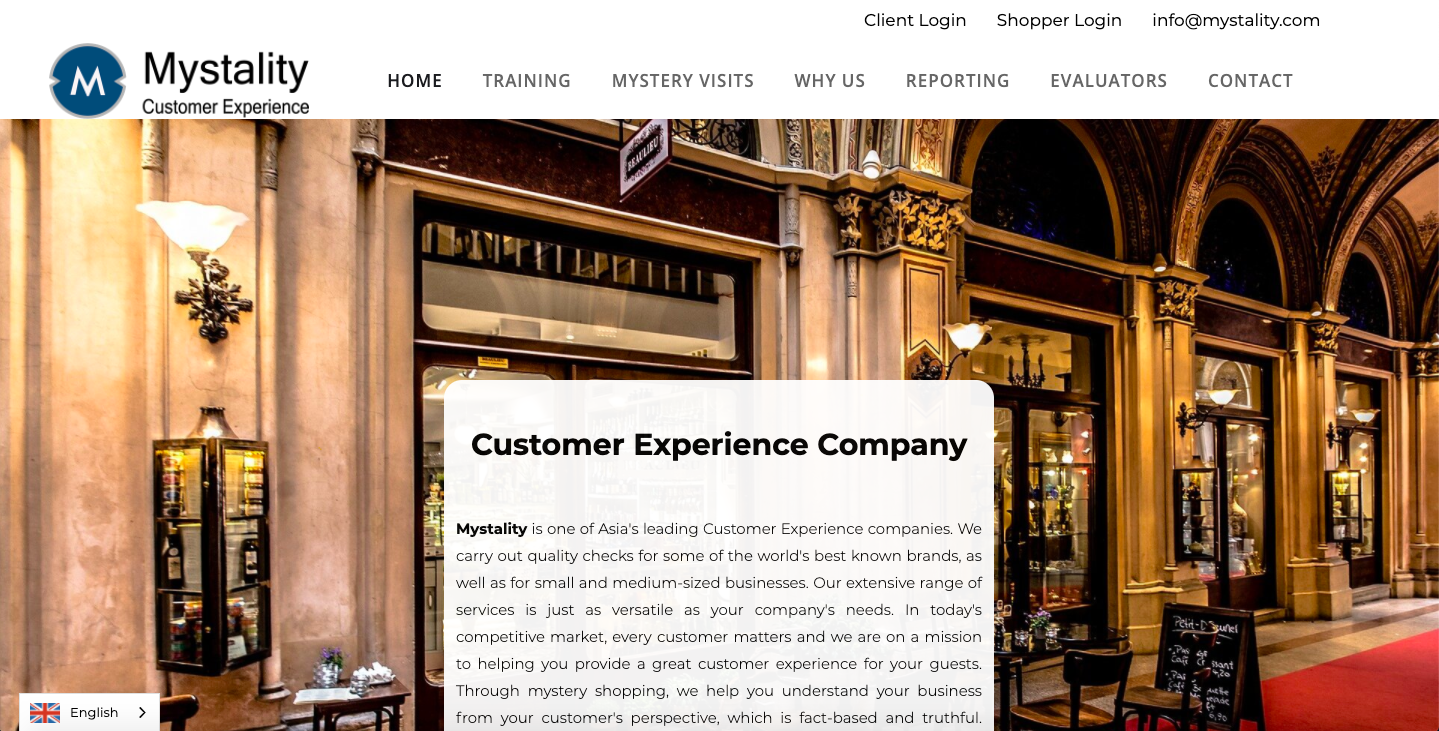 Client Login Shopper Login info@mystality.com
M
Mystality
Customer Experience
HOME TRAINING MYSTERY VISITS WHY US REPORTING EVALUATORS CONTACT
BEAULIEU
Customer Experience Company
Mystality is one of Asia's leading Customer Experience companies. We
carry out quality checks for some of the world's best known brands, as
well as for small and medium-sized businesses. Our extensive range of
services is just as versatile as your company's needs. In today's
competitive market, every customer matters and we are on a mission
to helping you provide a great customer experience for your guests.
Through mystery shopping, we help you understand your business
from your customer's perspective, which is fact-based and truthful.
English